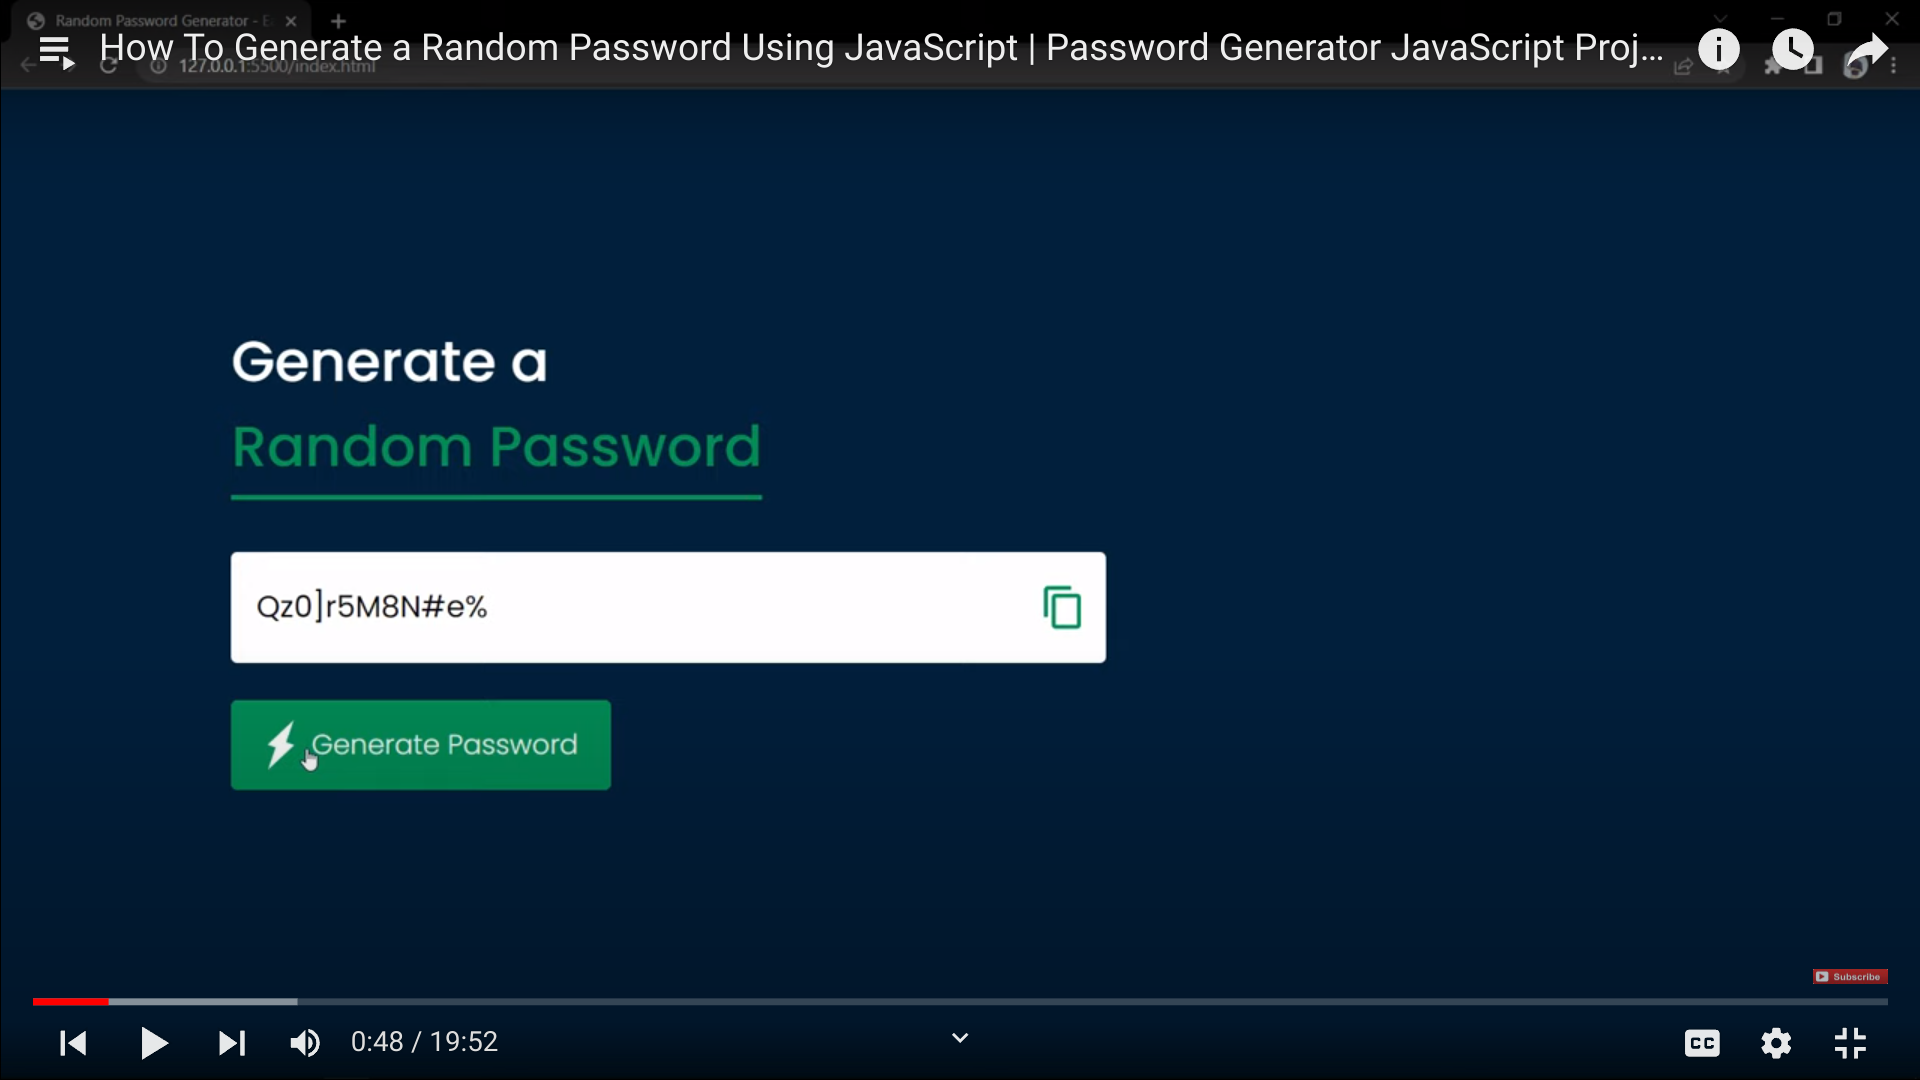 Random Password Generator - E
How To Generate a Random Password Using JavaScript | Password Generator JavaScript Proj...
127.0.0.1:5500/index.html
Generate a
Random Password
Qz0]r5M8N#e%
Generate Password
Subscribe
0:48 / 19:52
CC